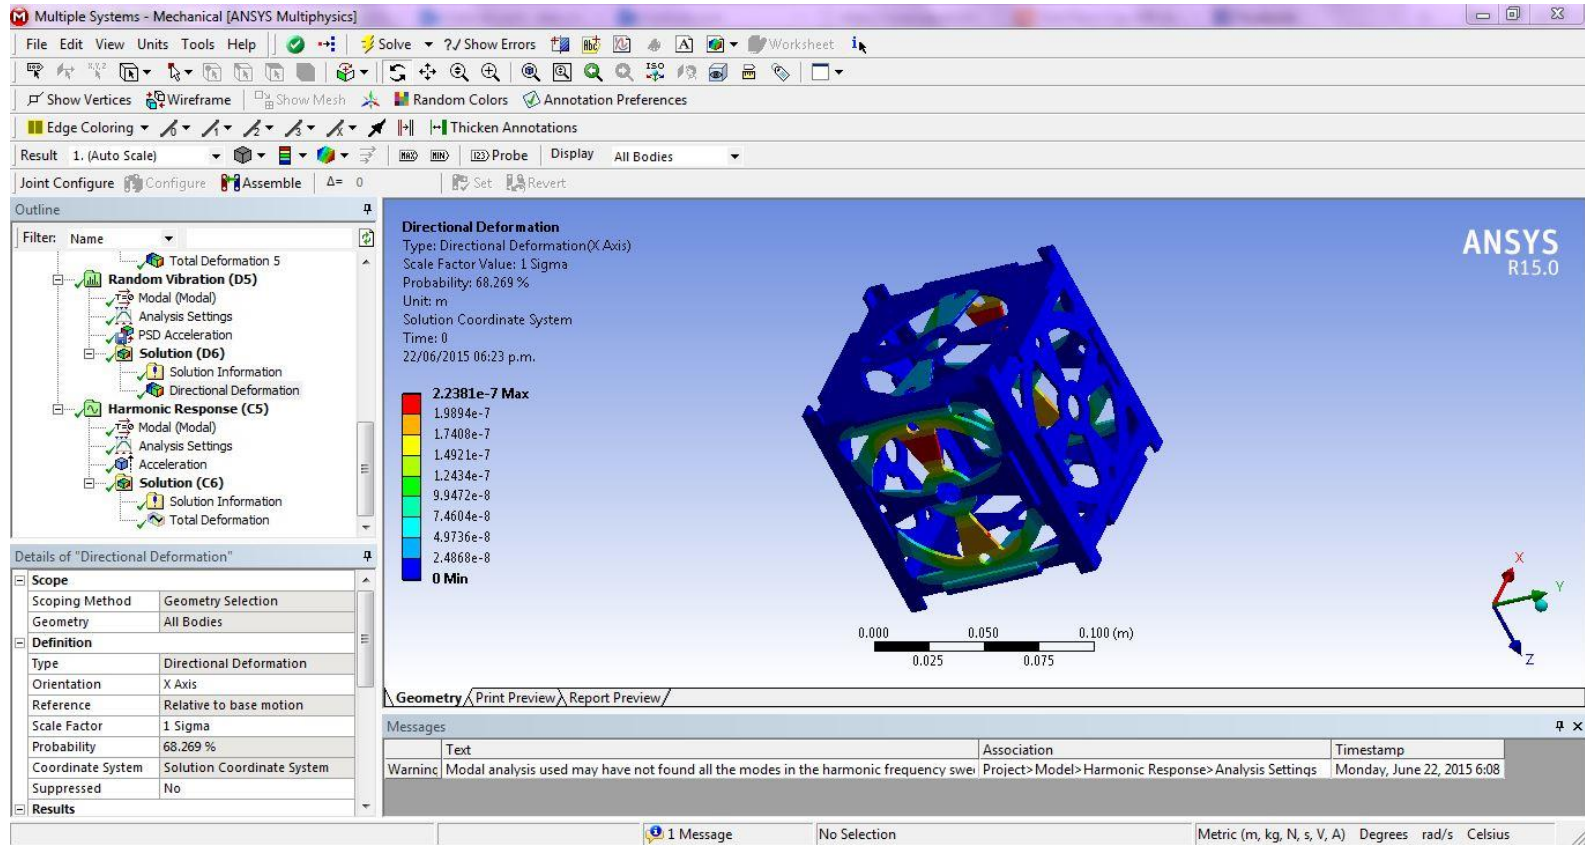 Multiple Systems - Mechanical [ANSYS Multiphysics]
File Edit View Units Tools Help Solve ?/ Show Errors Worksheet
Show Vertices Wireframe Show Mesh Random Colors Annotation Preferences
Edge Coloring Thicken Annotations
Result 1. (Auto Scale) MAX MIN 123 Probe Display All Bodies
Joint Configure Configure Assemble Δ= 0 Set Revert
Outline
Filter: Name
Total Deformation 5
Random Vibration (D5)
Modal (Modal)
Analysis Settings
PSD Acceleration
Solution (D6)
Solution Information
Directional Deformation
Harmonic Response (C5)
Modal (Modal)
Analysis Settings
Acceleration
Solution (C6)
Solution Information
Total Deformation
Details of "Directional Deformation"
Scope
Scoping Method Geometry Selection
Geometry All Bodies
Definition
Type Directional Deformation
Orientation X Axis
Reference Relative to base motion
Scale Factor 1 Sigma
Probability 68.269 %
Coordinate System Solution Coordinate System
Suppressed No
Results
Directional Deformation
Type: Directional Deformation(X Axis)
Scale Factor Value: 1 Sigma
Probability: 68.269 %
Unit: m
Solution Coordinate System
Time: 0
22/06/2015 06:23 p.m.
2.2381e-7 Max
1.9894e-7
1.7408e-7
1.4921e-7
1.2434e-7
9.9472e-8
7.4604e-8
4.9736e-8
2.4868e-8
0 Min
ANSYS
R15.0
0.000 0.050 0.100 (m)
0.025 0.075
X
Y
Z
Geometry Print Preview Report Preview
Messages
Text Association Timestamp
Warninc Modal analysis used may have not found all the modes in the harmonic frequency swee Project>Model>Harmonic Response>Analysis Settings Monday, June 22, 2015 6:08
1 Message No Selection Metric (m, kg, N, s, V, A) Degrees rad/s Celsius